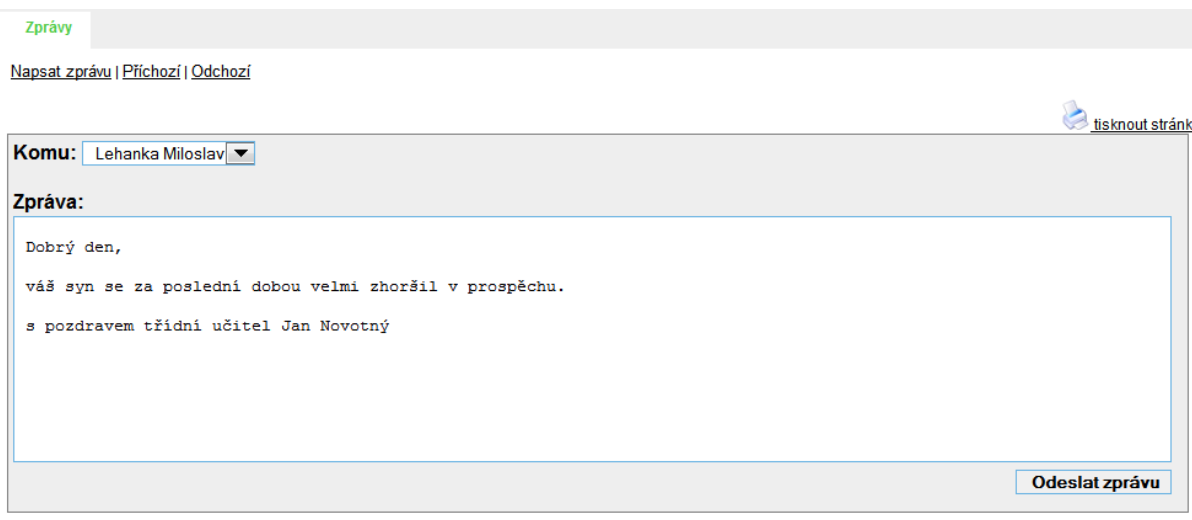 Zprávy
Napsat zprávu | Příchozí | Odchozí
tisknout stránk
Komu: Lehanka Miloslav
Zpráva:
Dobrý den,
váš syn se za poslední dobou velmi zhoršil v prospěchu.
s pozdravem třídní učitel Jan Novotný
Odeslat zprávu